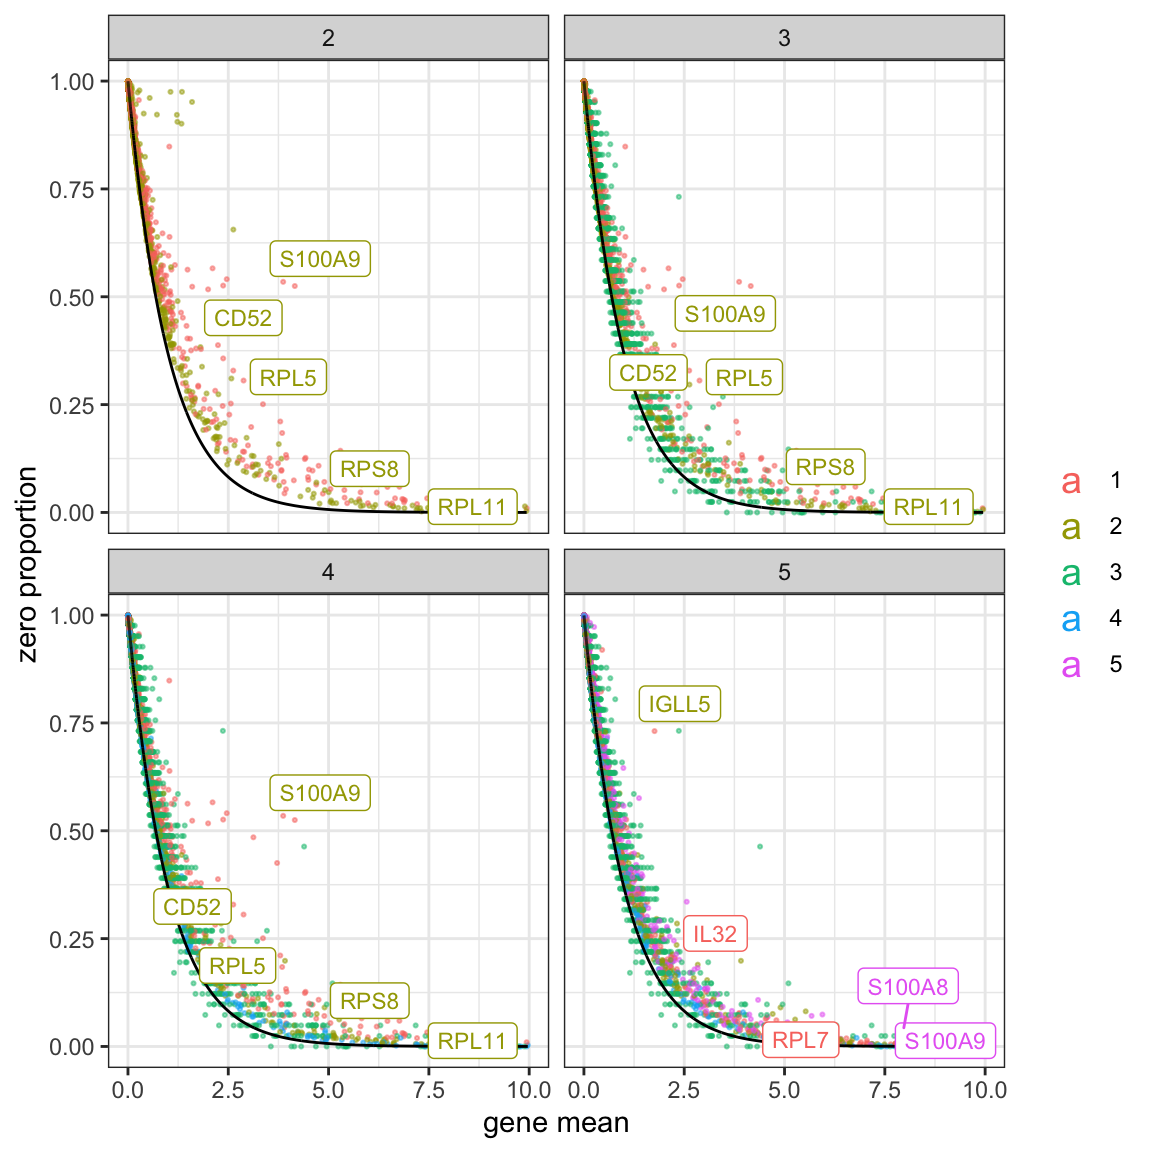 2
3
1.00
0.75
0.50
0.25
0.00
S100A9
CD52
RPL5
RPS8
RPL11
S100A9
CD52
RPL5
RPS8
RPL11
4
5
1.00
0.75
0.50
0.25
0.00
S100A9
CD52
RPL5
RPS8
RPL11
IGLL5
IL32
S100A8
RPL7
S100A9
0.0 2.5 5.0 7.5 10.0
0.0 2.5 5.0 7.5 10.0
gene mean
zero proportion
a 1
a 2
a 3
a 4
a 5